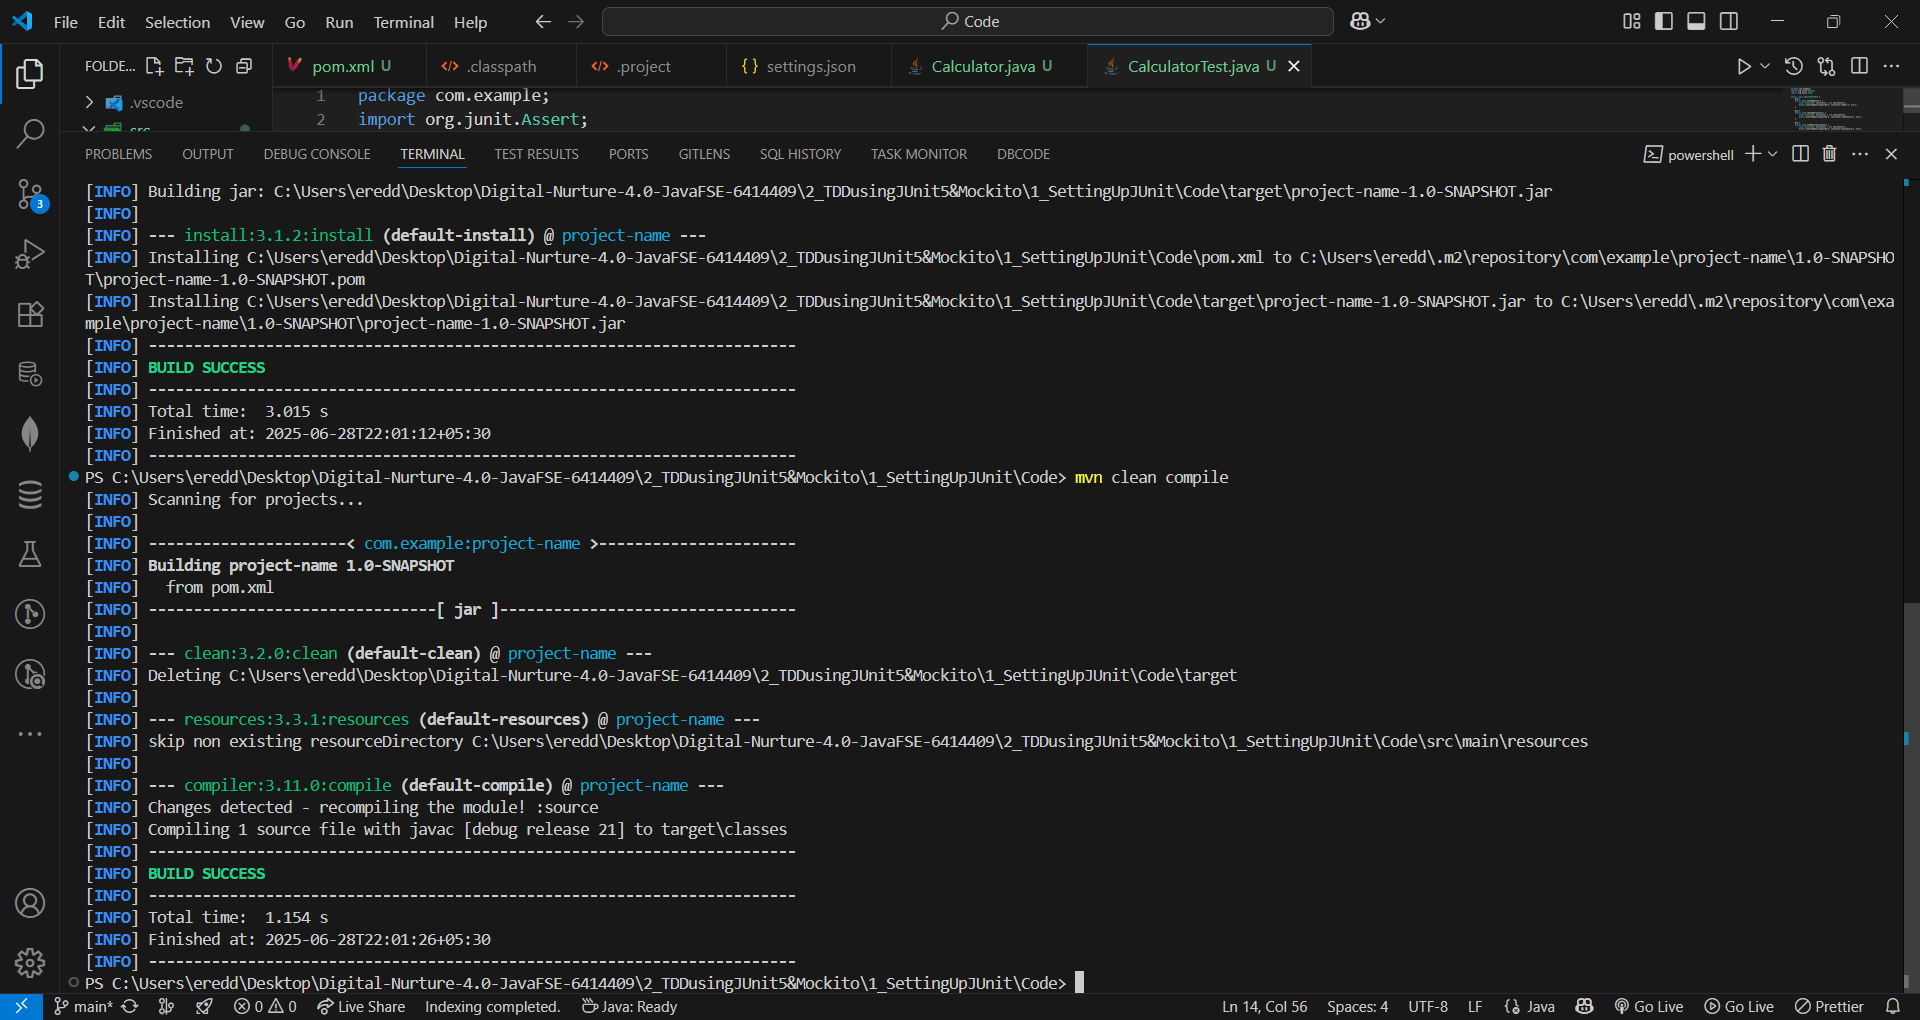 File Edit Selection View Go Run Terminal Help
Code
FOLDE...
pom.xml U
.classpath
.project
settings.json
Calculator.java U
CalculatorTest.java U
.vscode
src
1 package com.example;
2 import org.junit.Assert;
PROBLEMS OUTPUT DEBUG CONSOLE TERMINAL TEST RESULTS PORTS GITLENS SQL HISTORY TASK MONITOR DBCODE
powershell
3
[INFO] Building jar: C:\Users\eredd\Desktop\Digital-Nurture-4.0-JavaFSE-6414409\2_TDDusingJUnit5&Mockito\1_SettingUpJUnit\Code\target\project-name-1.0-SNAPSHOT.jar
[INFO]
[INFO] --- install:3.1.2:install (default-install) @ project-name ---
[INFO] Installing C:\Users\eredd\Desktop\Digital-Nurture-4.0-JavaFSE-6414409\2_TDDusingJUnit5&Mockito\1_SettingUpJUnit\Code\pom.xml to C:\Users\eredd\.m2\repository\com\example\project-name\1.0-SNAPSHO
T\project-name-1.0-SNAPSHOT.pom
[INFO] Installing C:\Users\eredd\Desktop\Digital-Nurture-4.0-JavaFSE-6414409\2_TDDusingJUnit5&Mockito\1_SettingUpJUnit\Code\target\project-name-1.0-SNAPSHOT.jar to C:\Users\eredd\.m2\repository\com\exa
mple\project-name\1.0-SNAPSHOT\project-name-1.0-SNAPSHOT.jar
[INFO] ------------------------------------------------------------------------
[INFO] BUILD SUCCESS
[INFO] ------------------------------------------------------------------------
[INFO] Total time:  3.015 s
[INFO] Finished at: 2025-06-28T22:01:12+05:30
[INFO] ------------------------------------------------------------------------
PS C:\Users\eredd\Desktop\Digital-Nurture-4.0-JavaFSE-6414409\2_TDDusingJUnit5&Mockito\1_SettingUpJUnit\Code> mvn clean compile
[INFO] Scanning for projects...
[INFO]
[INFO] ----------------------< com.example:project-name >----------------------
[INFO] Building project-name 1.0-SNAPSHOT
[INFO]   from pom.xml
[INFO] --------------------------------[ jar ]---------------------------------
[INFO]
[INFO] --- clean:3.2.0:clean (default-clean) @ project-name ---
[INFO] Deleting C:\Users\eredd\Desktop\Digital-Nurture-4.0-JavaFSE-6414409\2_TDDusingJUnit5&Mockito\1_SettingUpJUnit\Code\target
[INFO]
[INFO] --- resources:3.3.1:resources (default-resources) @ project-name ---
[INFO] skip non existing resourceDirectory C:\Users\eredd\Desktop\Digital-Nurture-4.0-JavaFSE-6414409\2_TDDusingJUnit5&Mockito\1_SettingUpJUnit\Code\src\main\resources
[INFO]
[INFO] --- compiler:3.11.0:compile (default-compile) @ project-name ---
[INFO] Changes detected - recompiling the module! :source
[INFO] Compiling 1 source file with javac [debug release 21] to target\classes
[INFO] ------------------------------------------------------------------------
[INFO] BUILD SUCCESS
[INFO] ------------------------------------------------------------------------
[INFO] Total time:  1.154 s
[INFO] Finished at: 2025-06-28T22:01:26+05:30
[INFO] ------------------------------------------------------------------------
PS C:\Users\eredd\Desktop\Digital-Nurture-4.0-JavaFSE-6414409\2_TDDusingJUnit5&Mockito\1_SettingUpJUnit\Code>
main* 0 0 Live Share Indexing completed. Java: Ready Ln 14, Col 56 Spaces: 4 UTF-8 LF Java Go Live Go Live Prettier